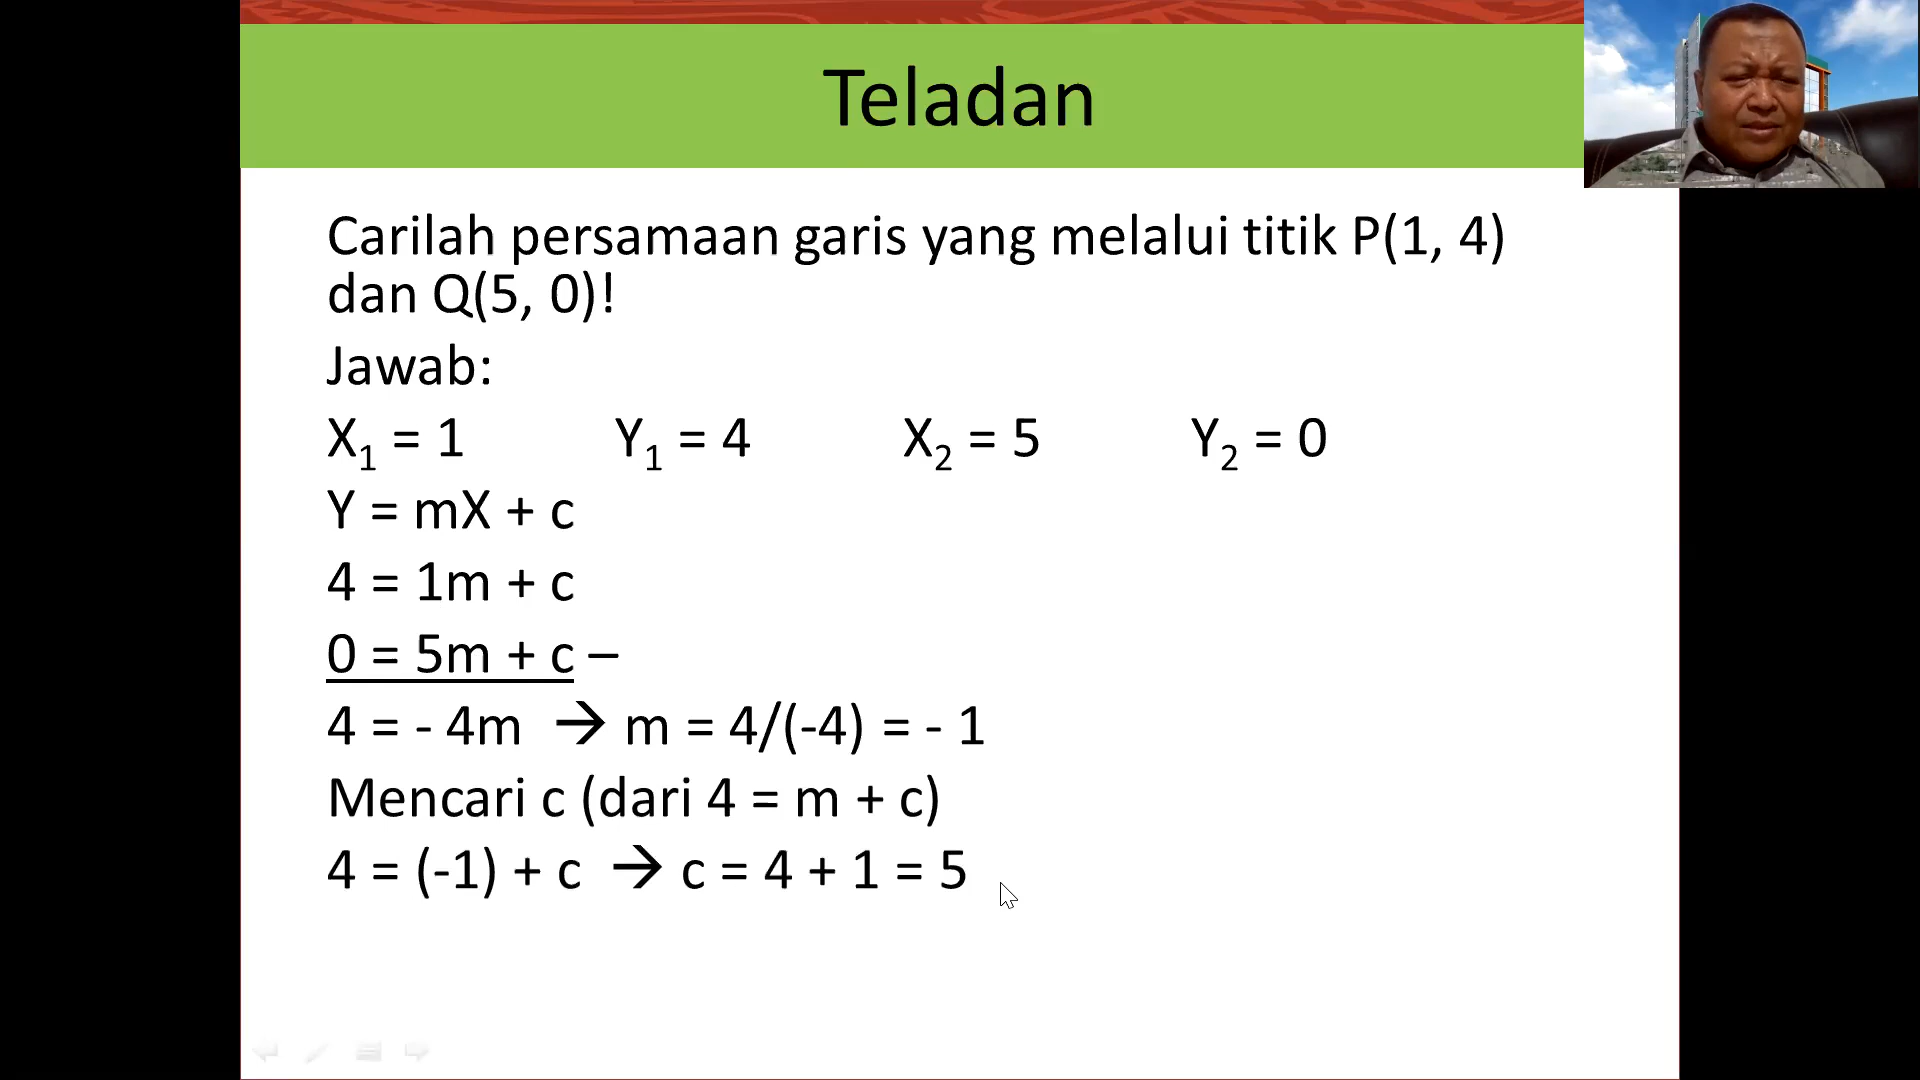 Teladan
Carilah persamaan garis yang melalui titik P(1, 4)
dan Q(5, 0)!
Jawab:
X₁ = 1 Y₁ = 4 X₂ = 5 Y₂ = 0
Y = mX + c
4 = 1m + c
0 = 5m + c –
4 = - 4m → m = 4/(-4) = - 1
Mencari c (dari 4 = m + c)
4 = (-1) + c → c = 4 + 1 = 5